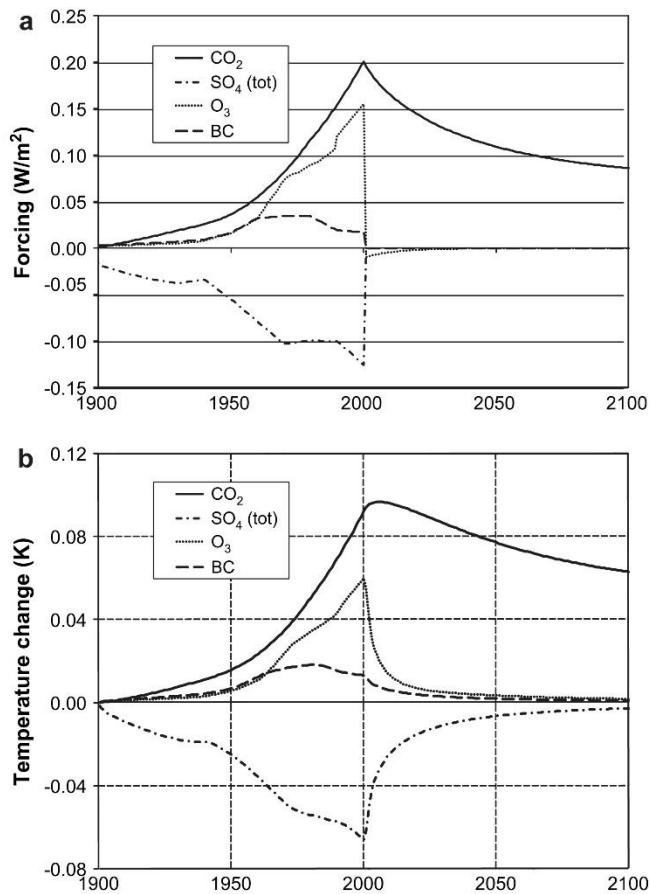 a
0.25
0.20
0.15
0.10
0.05
0.00
-0.05
-0.10
-0.15
Forcing (W/m²)
CO₂
SO₄ (tot)
O₃
BC
1900 1950 2000 2050 2100
b
0.12
0.08
0.04
0.00
-0.04
-0.08
Temperature change (K)
CO₂
SO₄ (tot)
O₃
BC
1900 1950 2000 2050 2100